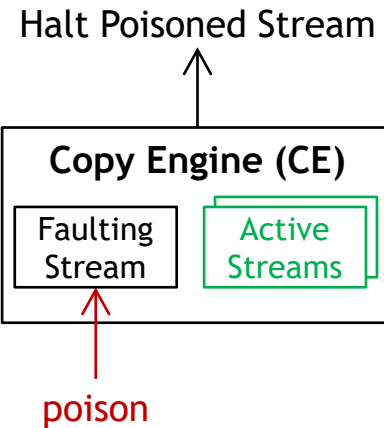 Halt Poisoned Stream
Copy Engine (CE)
Faulting
Stream
Active
Streams
poison